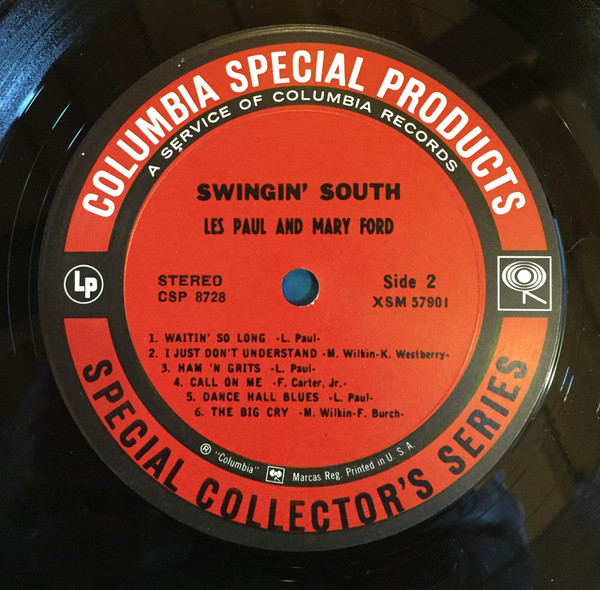 COLUMBIA SPECIAL PRODUCTS
A SERVICE OF COLUMBIA RECORDS
SWINGIN' SOUTH
LES PAUL AND MARY FORD
STEREO
CSP 8728
Side 2
XSM 57901
Lp
1. WAITIN' SO LONG -L. Paul-
2. I JUST DON'T UNDERSTAND -M. Wilkin-K. Westberry-
3. HAM 'N GRITS -L. Paul-
4. CALL ON ME -F. Carter, Jr.-
5. DANCE HALL BLUES -L. Paul-
6. THE BIG CRY -M. Wilkin-F. Burch-
® "Columbia" Marcas Reg. Printed in U. S. A.
SPECIAL COLLECTOR'S SERIES